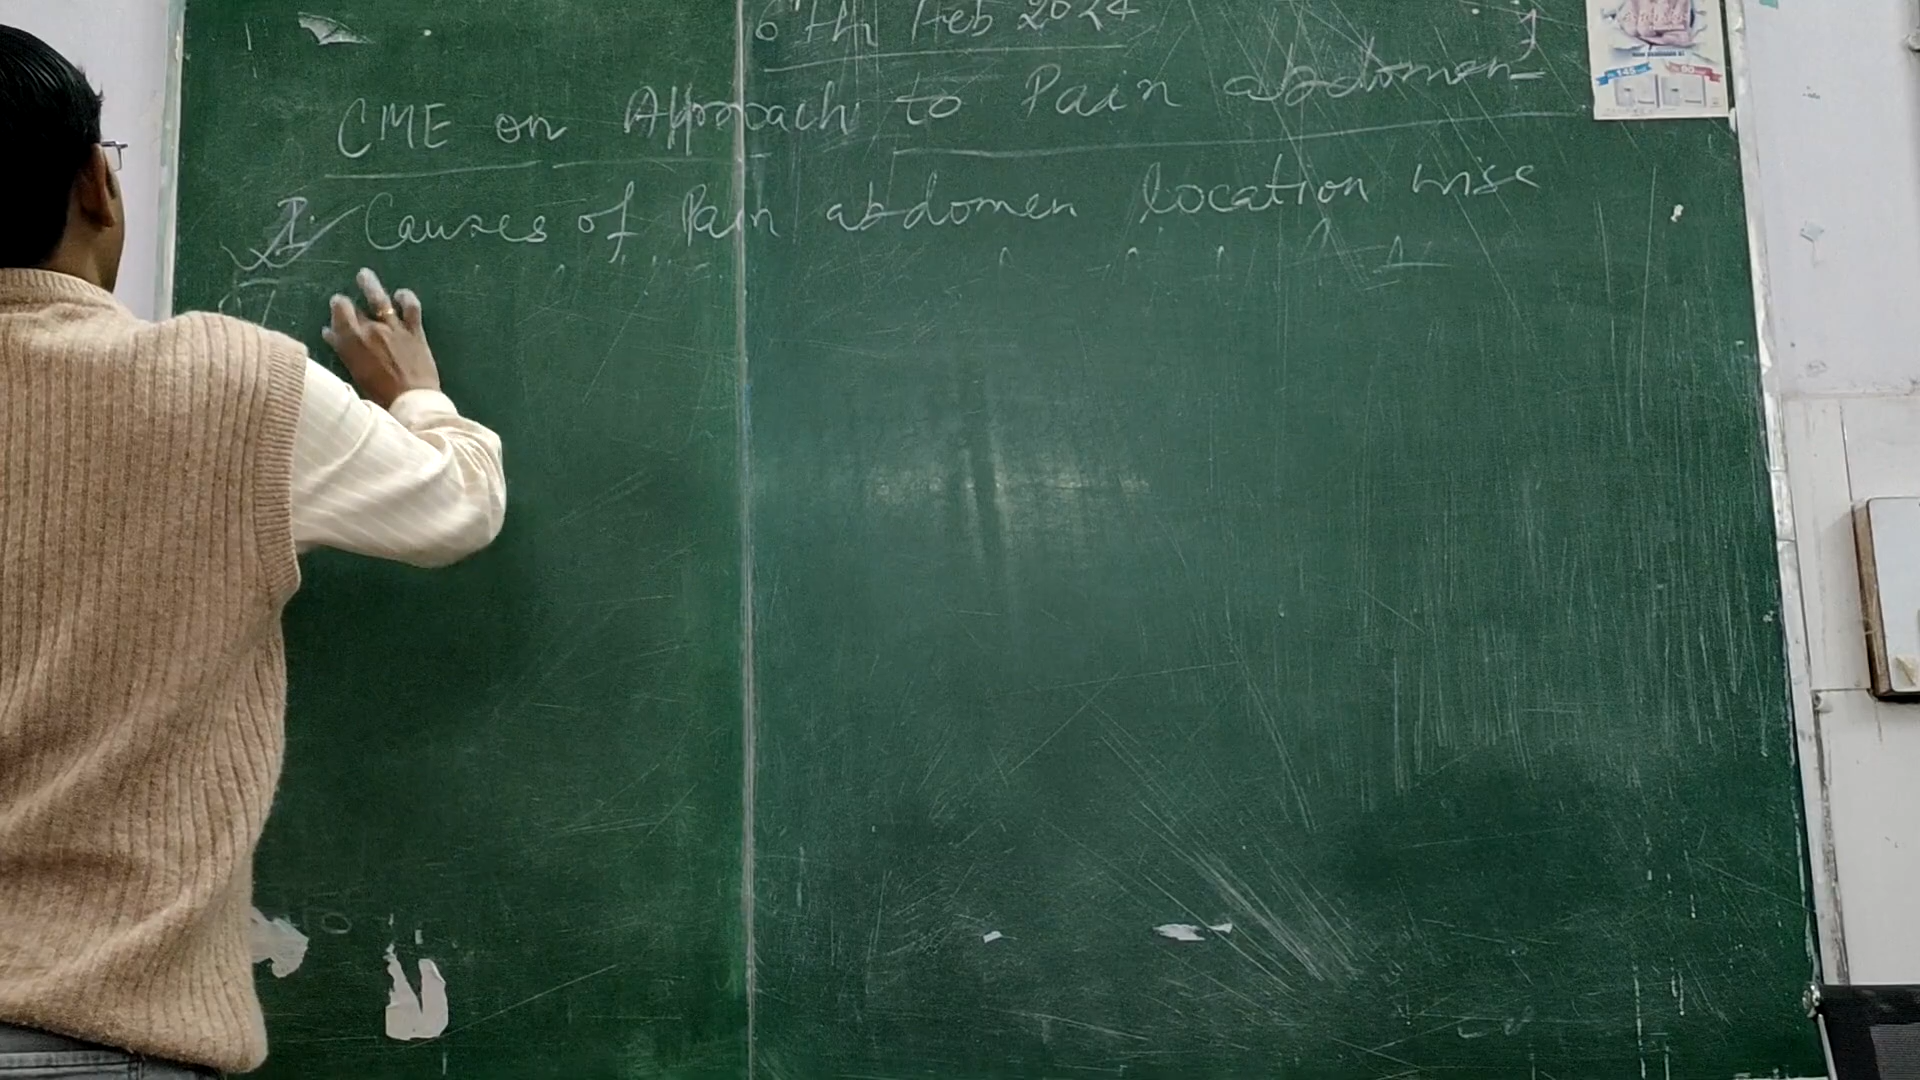 6th Feb 2024
CME on Approach to Pain abdomen
I. Causes of Pain abdomen location wise